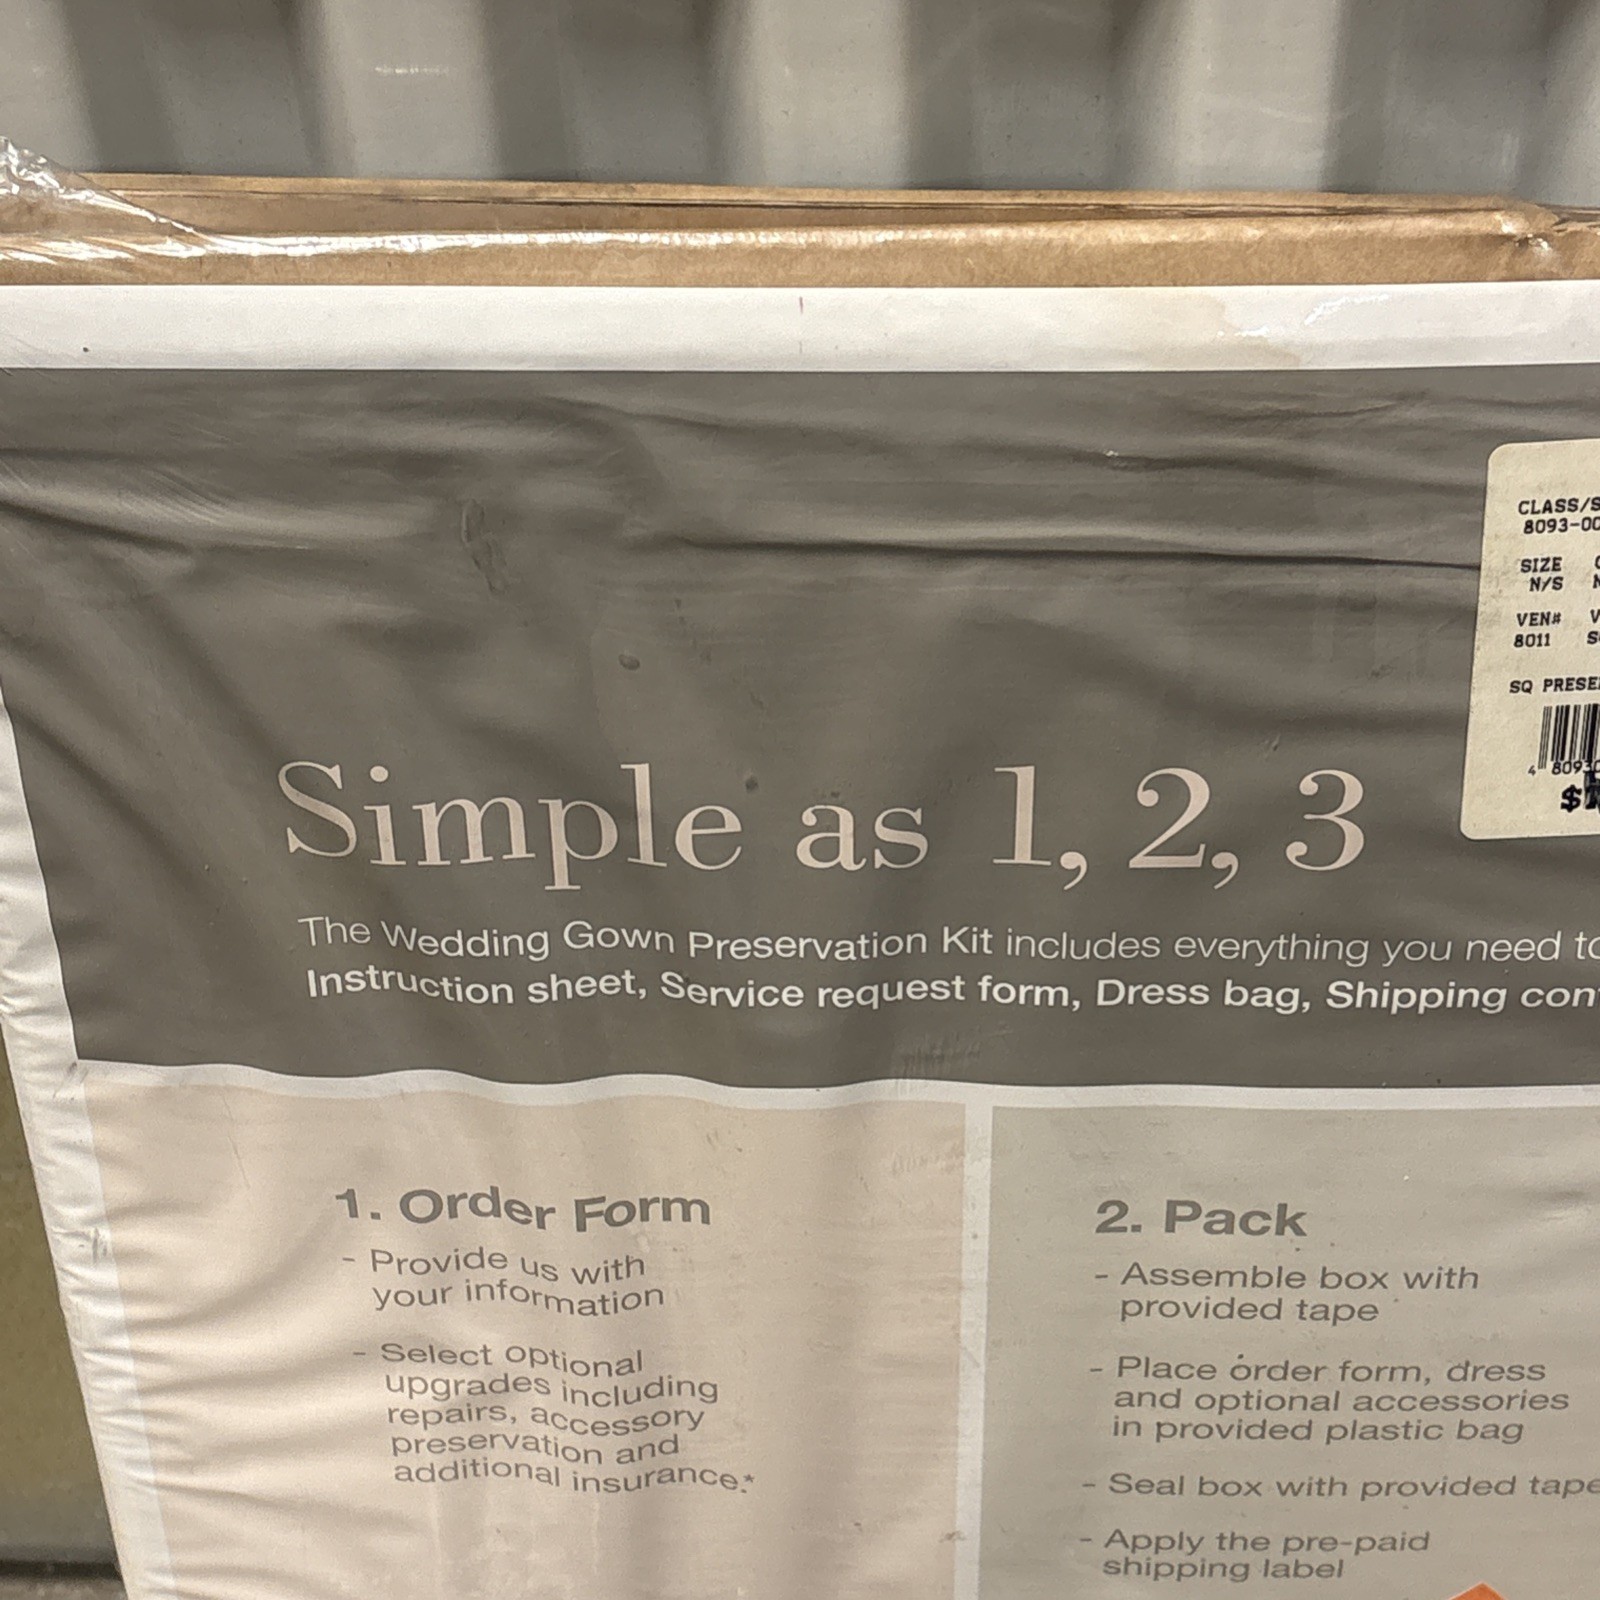 CLASS/
8093-00
SIZE
N/S
VEN#
8011
SQ
4 8093
$
Simple as 1, 2, 3
The Wedding Gown Preservation Kit includes everything you need to
Instruction sheet, Service request form, Dress bag, Shipping
1. Order Form
- Provide us with
your information
- Select optional
upgrades including
repairs, accessory
preservation and
additional insurance.*
2. Pack
- Assemble box with
provided tape
- Place order form, dress
and optional accessories
in provided plastic bag
- Seal box with provided tape
- Apply the pre-paid
shipping label